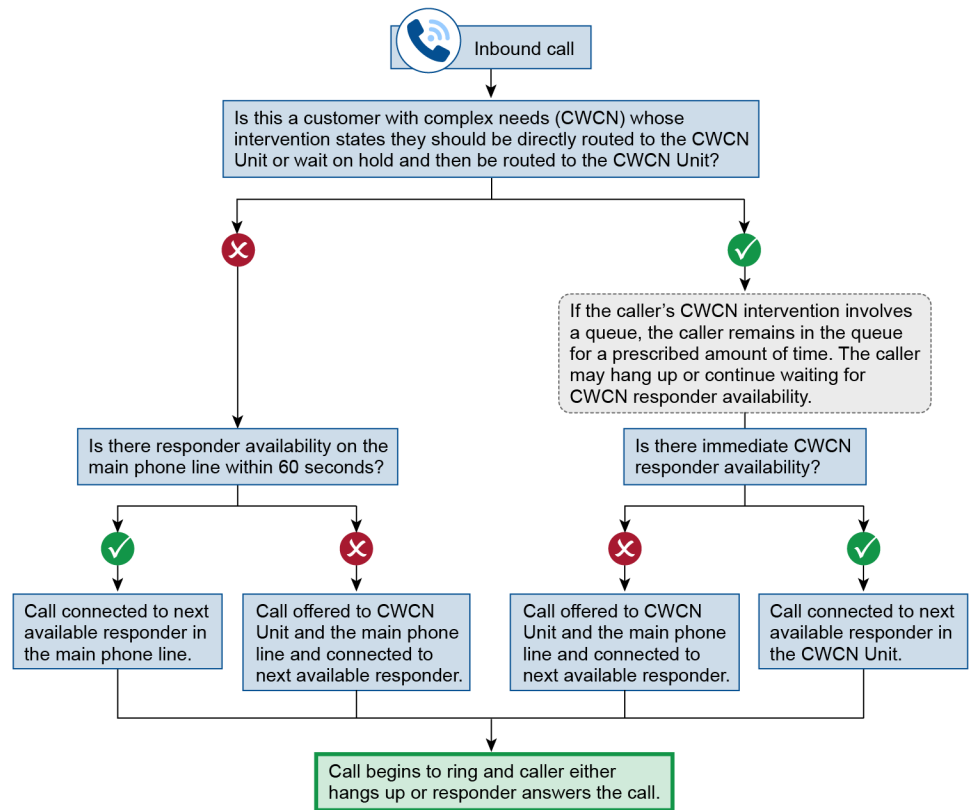 Inbound call
Is this a customer with complex needs (CWCN) whose
intervention states they should be directly routed to the CWCN
Unit or wait on hold and then be routed to the CWCN Unit?
If the caller’s CWCN intervention involves
a queue, the caller remains in the queue
for a prescribed amount of time. The caller
may hang up or continue waiting for
CWCN responder availability.
Is there responder availability on the
main phone line within 60 seconds?
Is there immediate CWCN
responder availability?
Call connected to next
available responder in
the main phone line.
Call offered to CWCN
Unit and the main phone
line and connected to
next available responder.
Call offered to CWCN
Unit and the main phone
line and connected to
next available responder.
Call connected to next
available responder in
the CWCN Unit.
Call begins to ring and caller either
hangs up or responder answers the call.